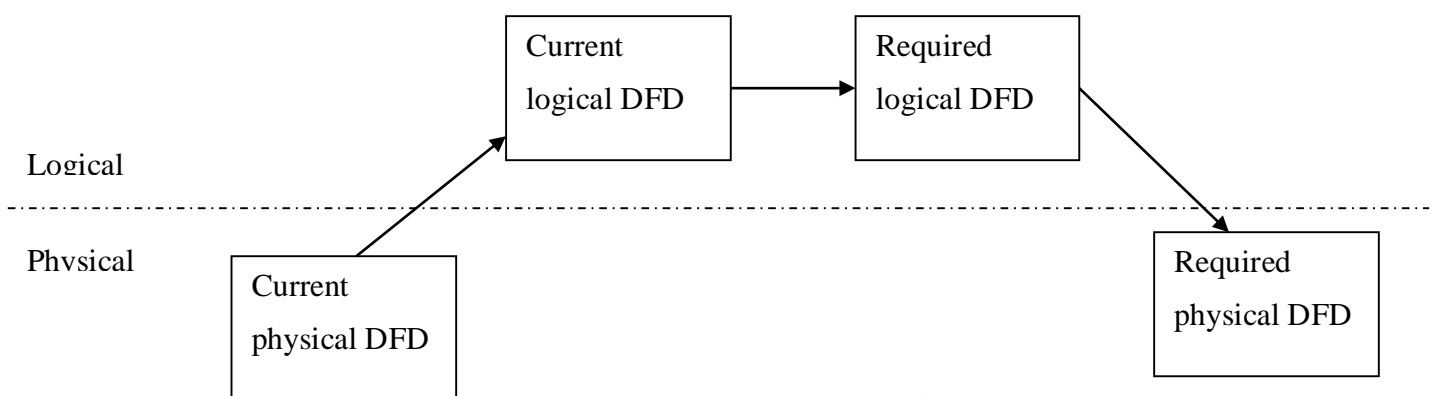 Current
logical DFD
Required
logical DFD
Logical
Physical
Current
physical DFD
Required
physical DFD